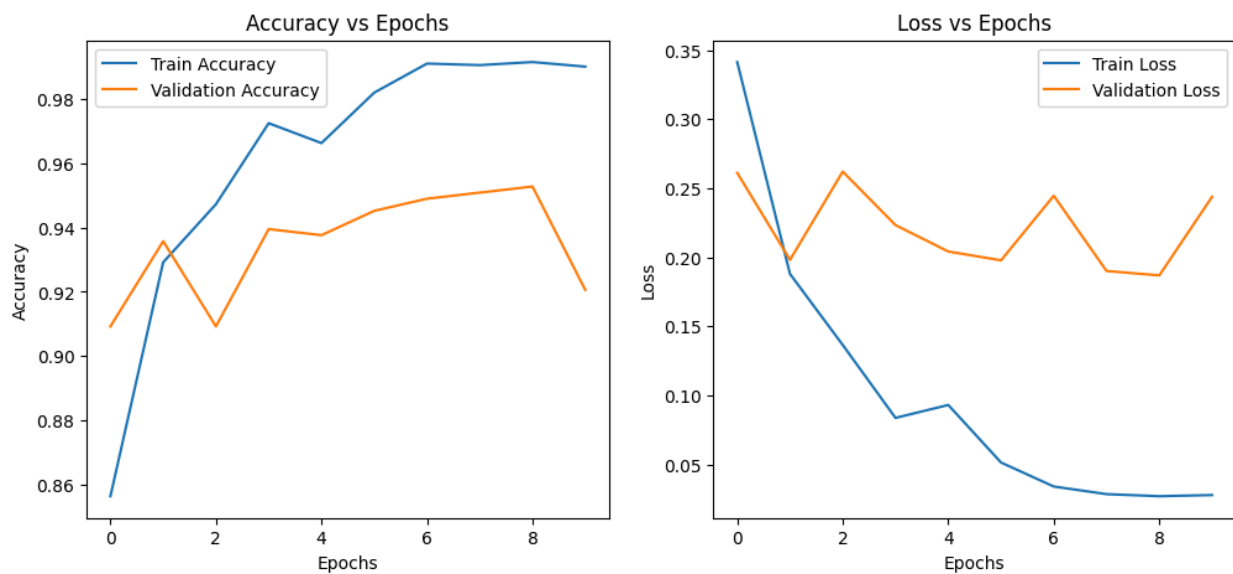 Accuracy vs Epochs
Train Accuracy
Validation Accuracy
0.98
0.96
0.94
0.92
0.90
0.88
0.86
Accuracy
0 2 4 6 8
Epochs
Loss vs Epochs
Train Loss
Validation Loss
0.35
0.30
0.25
0.20
0.15
0.10
0.05
Loss
0 2 4 6 8
Epochs